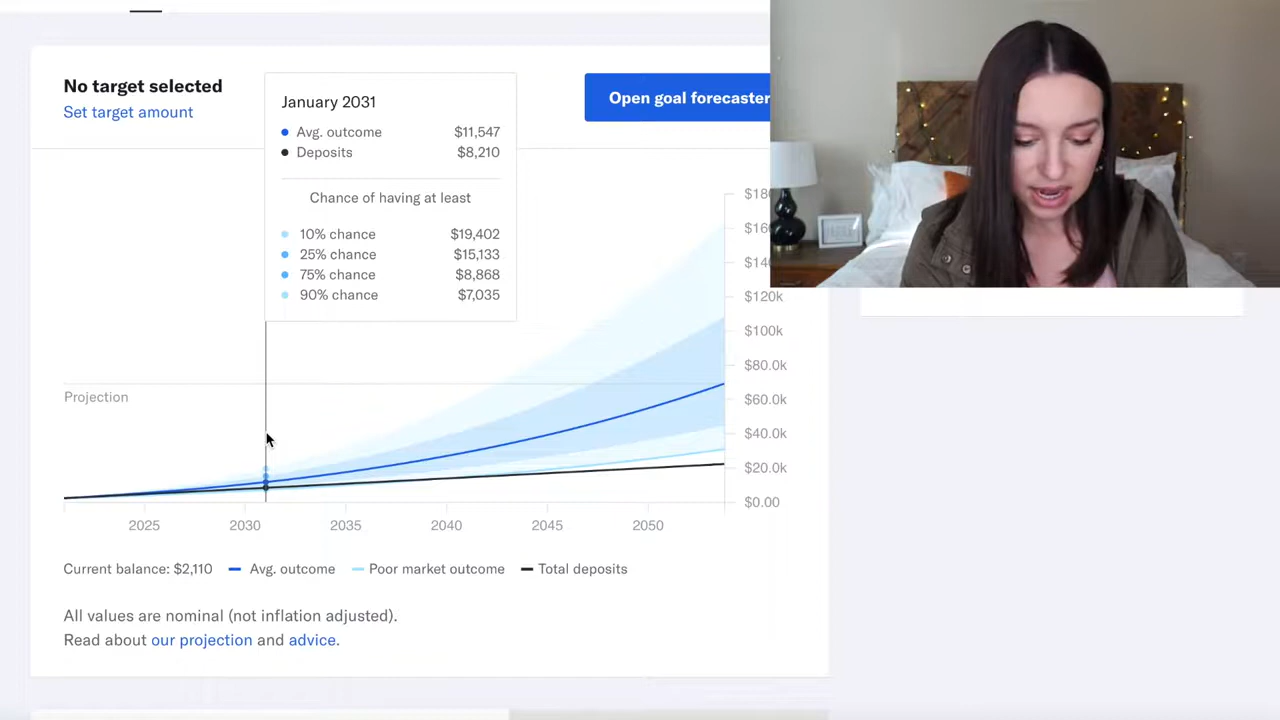 No target selected
Set target amount
January 2031
Avg. outcome $11,547
Deposits $8,210
Chance of having at least
10% chance $19,402
25% chance $15,133
75% chance $8,868
90% chance $7,035
Open goal forecaster
$120k
$100k
$80.0k
$60.0k
$40.0k
$20.0k
$0.00
Projection
2025 2030 2035 2040 2045 2050
Current balance: $2,110 Avg. outcome Poor market outcome Total deposits
All values are nominal (not inflation adjusted).
Read about our projection and advice.